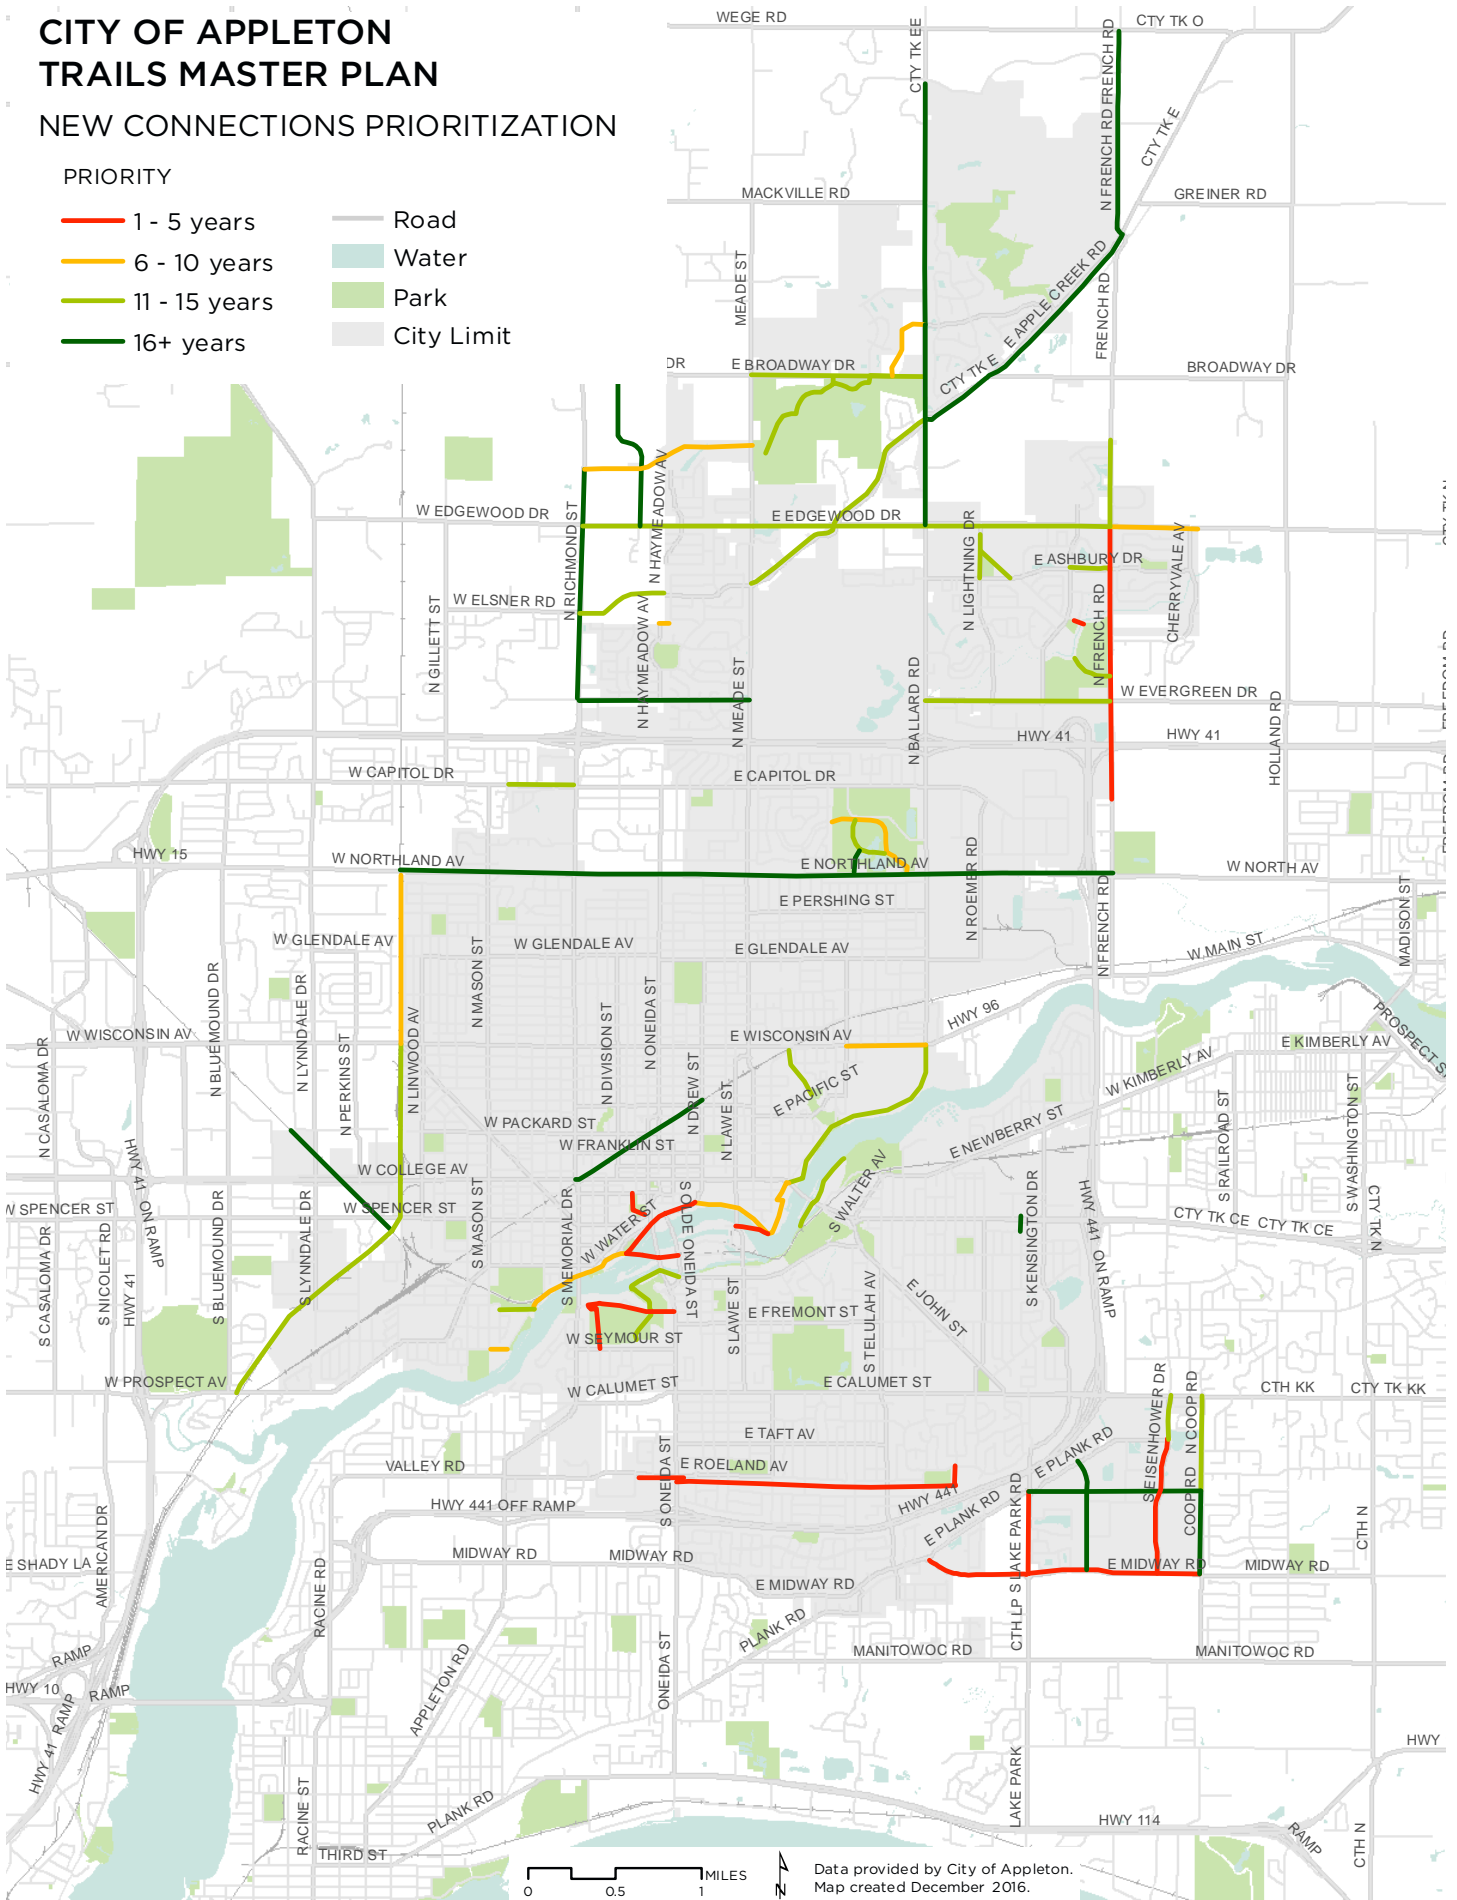 CITY OF APPLETON
TRAILS MASTER PLAN
NEW CONNECTIONS PRIORITIZATION
PRIORITY
1 - 5 years
6 - 10 years
11 - 15 years
16+ years
Road
Water
Park
City Limit
WEGE RD
CTY TK EE
N FRENCH RD FRENCH RD
CTY TK O
CTY TK E
MACKVILLE RD
GREINER RD
MEADE ST
E APPLE CREEK RD
FRENCH RD
DR
E BROADWAY DR
CTY TK E
BROADWAY DR
W EDGEWOOD DR
N RICHMOND ST
N HAYMEADOW AV
E EDGEWOOD DR
N LIGHTNING DR
E ASHBURY DR
CHERRYVALE AV
W ELSNER RD
N GILLETT ST
N HAYMEADOW AV
N MEADE ST
N BALLARD RD
N FRENCH RD
W EVERGREEN DR
HOLLAND RD
HWY 41
HWY 41
W CAPITOL DR
E CAPITOL DR
HWY 15
W NORTHLAND AV
E NORTHLAND AV
N ROEMER RD
W NORTH AV
E PERSHING ST
N FRENCH RD
MADISON ST
W GLENDALE AV
N MASON ST
W GLENDALE AV
E GLENDALE AV
W MAIN ST
N CASALOMA DR
W WISCONSIN AV
N BLUEMOUND DR
N LYNNDALE DR
N PERKINS ST
N LINWOOD AV
N DIVISION ST
N ONEIDA ST
E WISCONSIN AV
HWY 96
PROSPECT S
E KIMBERLY AV
N DREW ST
N LAWE ST
E PACIFIC ST
W KIMBERLY AV
W PACKARD ST
W FRANKLIN ST
E NEWBERRY ST
S RAILROAD ST
S WASHINGTON ST
HWY 41 ON RAMP
W COLLEGE AV
W SPENCER ST
W SPENCER ST
S CASALOMA DR
S NICOLET RD
HWY 41
S BLUEMOUND DR
S LYNNDALE DR
S MASON ST
S MEMORIAL DR
W WATER ST
S OLDE ONEIDA ST
S WALTER AV
S KENSINGTON DR
HWY 441 ON RAMP
CTY TK CE CTY TK CE
CTY TK N
S LAWE ST
E FREMONT ST
S TELULAH AV
E JOHN ST
W SEYMOUR ST
W PROSPECT AV
W CALUMET ST
E CALUMET ST
S EISENHOWER DR
N COOP RD
CTH KK
CTY TK KK
E TAFT AV
VALLEY RD
S ONEIDA ST
E ROELAND AV
E PLANK RD
COOP RD
HWY 441 OFF RAMP
HWY 441
E PLANK RD
CTH LP S LAKE PARK RD
CTH N
AMERICAN DR
E SHADY LA
MIDWAY RD
MIDWAY RD
E MIDWAY RD
E MIDWAY RD
MIDWAY RD
RACINE RD
PLANK RD
MANITOWOC RD
MANITOWOC RD
RAMP
HWY 10
RAMP
APPLETON RD
ONEIDA ST
HWY 41 RAMP
HWY
LAKE PARK
RACINE ST
PLANK RD
HWY 114
RAMP
CTH N
THIRD ST
0
0.5
1
MILES
N
Data provided by City of Appleton.
Map created December 2016.